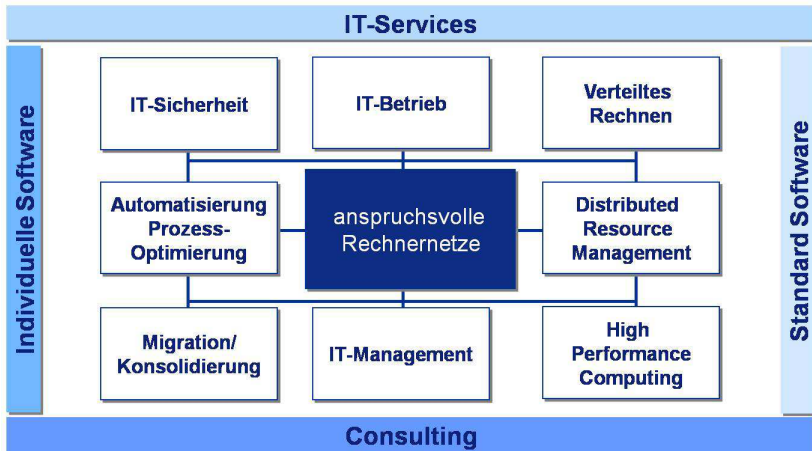 IT-Services
Individuelle Software
IT-Sicherheit
IT-Betrieb
Verteiltes
Rechnen
Automatisierung
Prozess-
Optimierung
anspruchsvolle
Rechnernetze
Distributed
Resource
Management
Migration/
Konsolidierung
IT-Management
High
Performance
Computing
Standard Software
Consulting